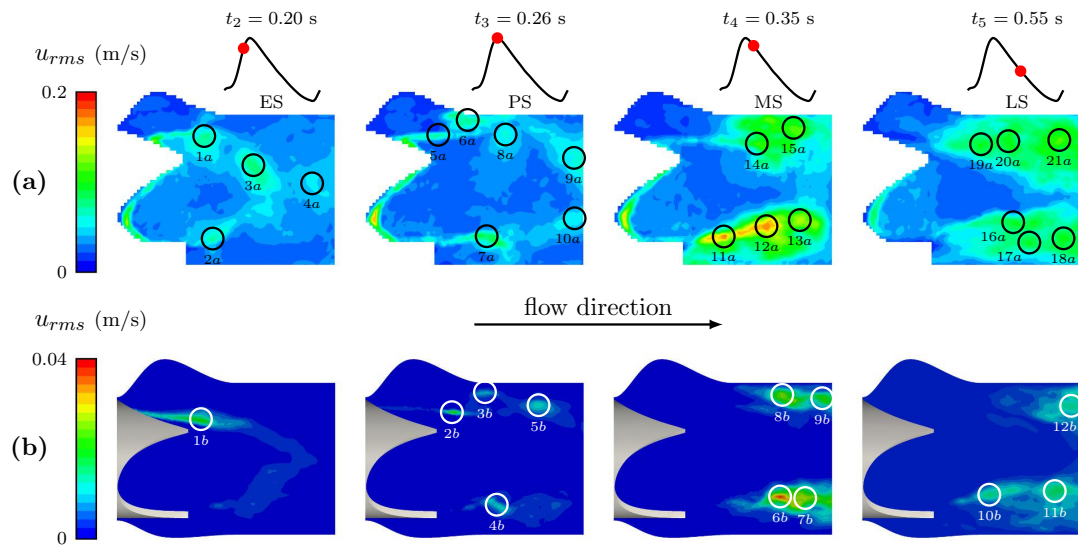 t₂ = 0.20 s
t₃ = 0.26 s
t₄ = 0.35 s
t₅ = 0.55 s
u_rms (m/s)
0.2
0
ES
PS
MS
LS
(a)
1a
2a
3a
4a
5a
6a
7a
8a
9a
10a
11a
12a
13a
14a
15a
16a
17a
18a
19a
20a
21a
flow direction
u_rms (m/s)
0.04
0
(b)
1b
2b
3b
4b
5b
6b
7b
8b
9b
10b
11b
12b